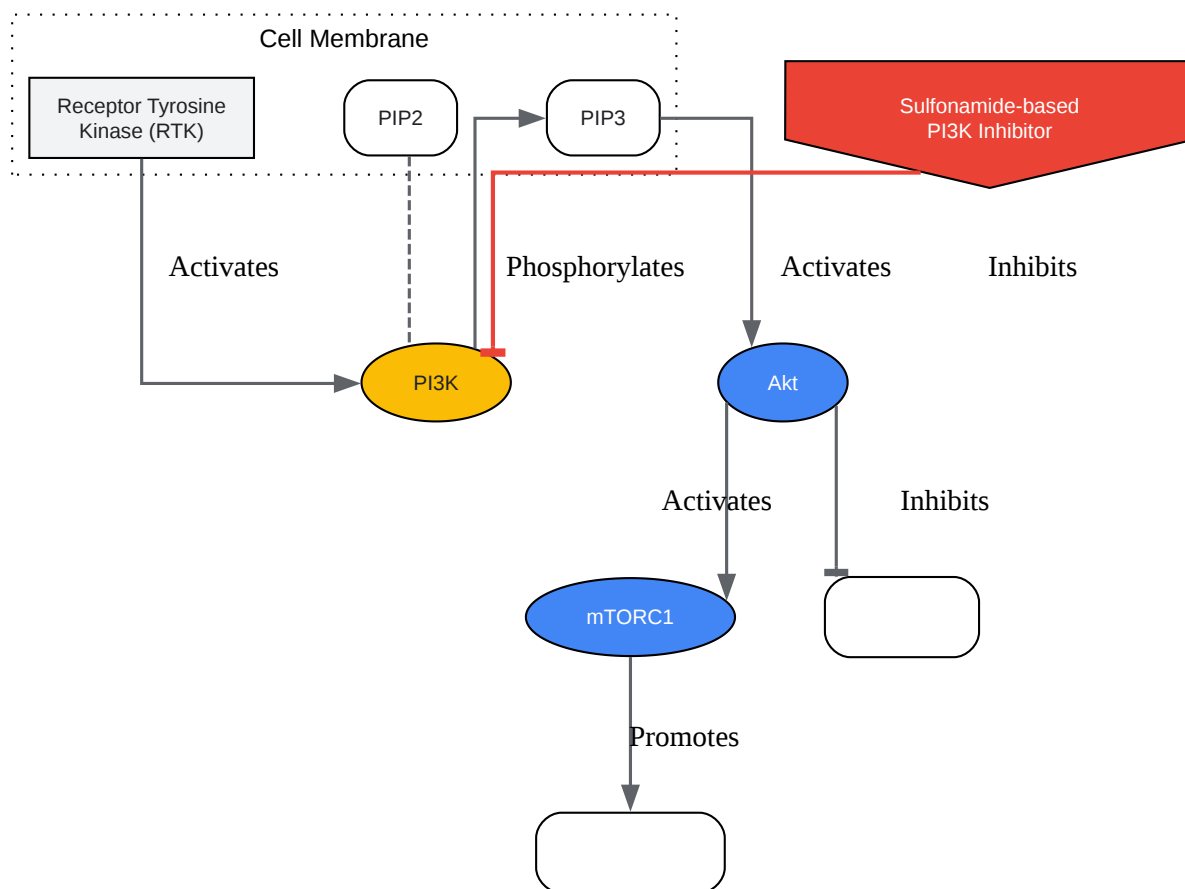 Cell Membrane
Receptor Tyrosine
Kinase (RTK)
PIP2
PIP3
Sulfonamide-based
PI3K Inhibitor
Activates
Phosphorylates
Activates
Inhibits
PI3K
Akt
Activates
Inhibits
mTORC1
Promotes